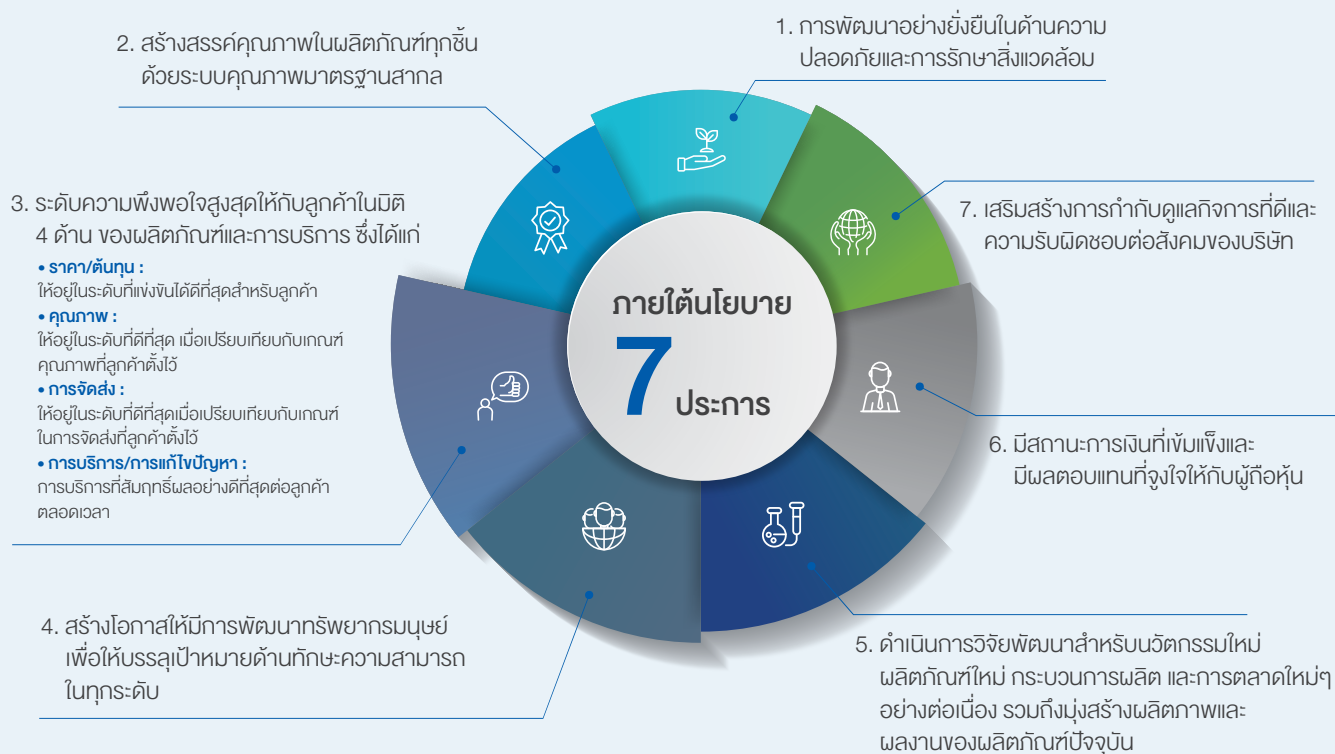 ภายใต้นโยบาย
7 ประการ
1. การพัฒนาอย่างยั่งยืนในด้านความ
ปลอดภัยและการรักษาสิ่งแวดล้อม
2. สร้างสรรค์คุณภาพในผลิตภัณฑ์ทุกชิ้น
ด้วยระบบคุณภาพมาตรฐานสากล
3. ระดับความพึงพอใจสูงสุดให้กับลูกค้าในมิติ
4 ด้าน ของผลิตภัณฑ์และการบริการ ซึ่งได้แก่
• ราคา/ต้นทุน :
ให้อยู่ในระดับที่แข่งขันได้ดีที่สุดสำหรับลูกค้า
• คุณภาพ :
ให้อยู่ในระดับที่ดีที่สุด เมื่อเปรียบเทียบกับเกณฑ์
คุณภาพที่ลูกค้าตั้งไว้
• การจัดส่ง :
ให้อยู่ในระดับที่ดีที่สุดเมื่อเปรียบเทียบกับเกณฑ์
ในการจัดส่งที่ลูกค้าตั้งไว้
• การบริการ/การแก้ไขปัญหา :
การบริการที่สัมฤทธิ์ผลอย่างดีที่สุดต่อลูกค้า
ตลอดเวลา
4. สร้างโอกาสให้มีการพัฒนาทรัพยากรมนุษย์
เพื่อให้บรรลุเป้าหมายด้านทักษะความสามารถ
ในทุกระดับ
5. ดำเนินการวิจัยพัฒนาสำหรับนวัตกรรมใหม่
ผลิตภัณฑ์ใหม่ กระบวนการผลิต และการตลาดใหม่ๆ
อย่างต่อเนื่อง รวมถึงมุ่งสร้างผลิตภาพและ
ผลงานของผลิตภัณฑ์ปัจจุบัน
6. มีสถานะการเงินที่เข้มแข็งและ
มีผลตอบแทนที่จูงใจให้กับผู้ถือหุ้น
7. เสริมสร้างการกำกับดูแลกิจการที่ดีและ
ความรับผิดชอบต่อสังคมของบริษัท